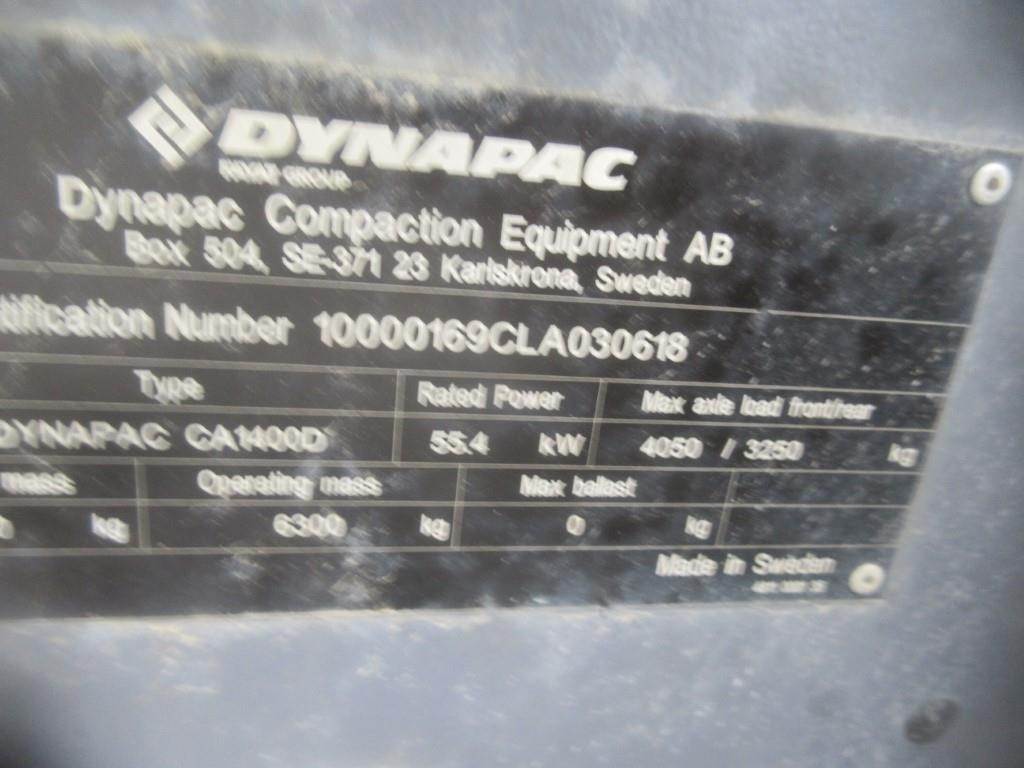 DYNAPAC
FAYAT GROUP
Dynapac Compaction Equipment AB
Box 504, SE-371 23 Karlskrona, Sweden
tification Number 10000169CLA030618
Type Rated Power Max axle load front/rear
DYNAPAC CA1400D 55.4 kW 4050 / 3250 kg
mass Operating mass Max ballast
kg 6300 kg 0 kg
Made in Sweden